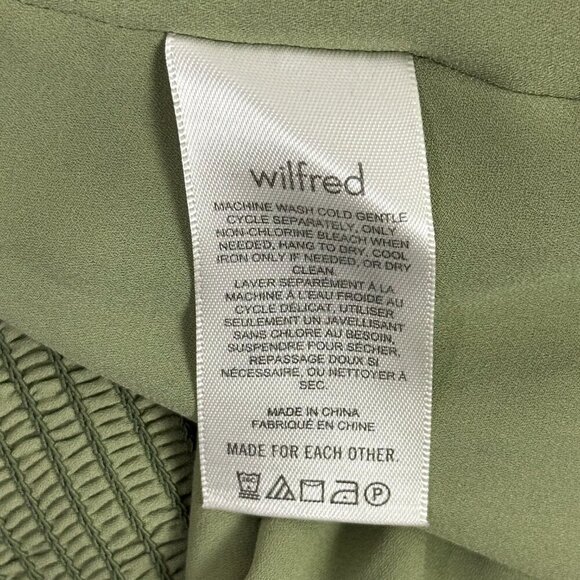 wilfred
MACHINE WASH COLD GENTLE
CYCLE SEPARATELY, ONLY
NON-CHLORINE BLEACH WHEN
NEEDED, HANG TO DRY, COOL
IRON ONLY IF NEEDED, OR DRY
CLEAN.
LAVER SÉPARÉMENT À LA
MACHINE À L'EAU FROIDE AU
CYCLE DÉLICAT, UTILISER
SEULEMENT UN JAVELLISANT
SANS CHLORE AU BESOIN,
SUSPENDRE POUR SÉCHER,
REPASSAGE DOUX SI
NÉCESSAIRE, OU NETTOYER À
SEC.
MADE IN CHINA
FABRIQUÉ EN CHINE
MADE FOR EACH OTHER.
P